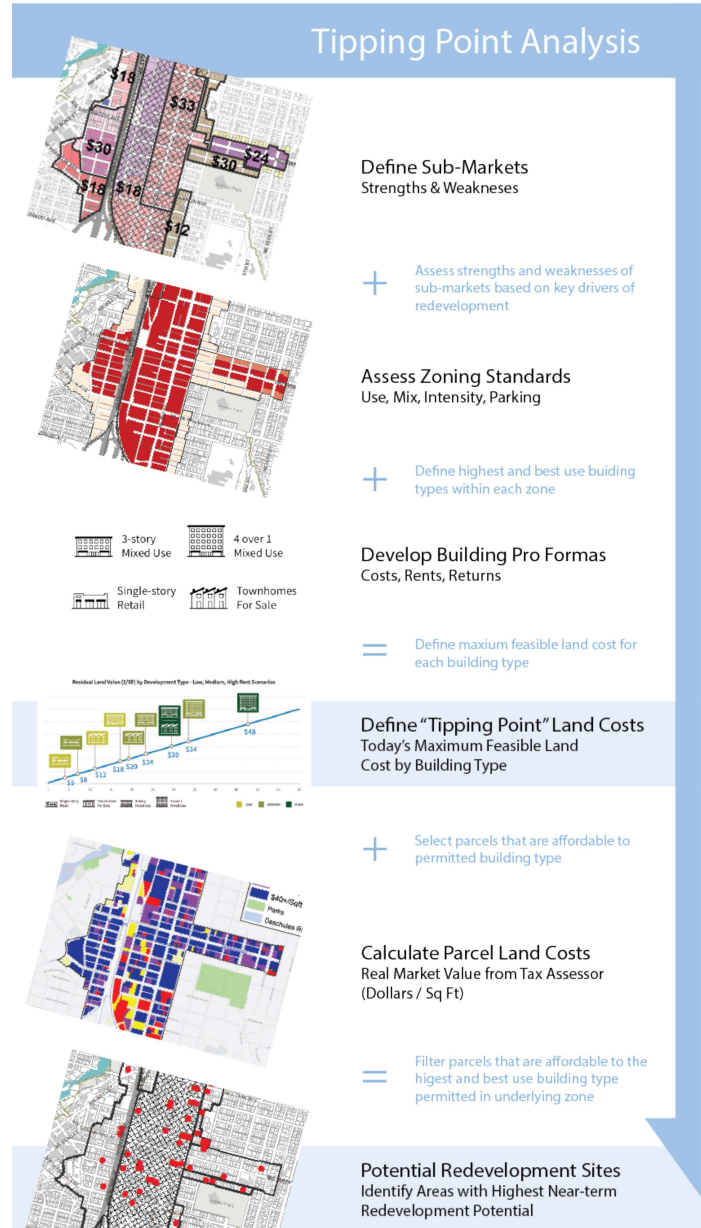 Tipping Point Analysis
$18
$33
$30
$24
$30
$18
$18
$12
Define Sub-Markets
Strengths & Weakneses
+
Assess strengths and weaknesses of
sub-markets based on key drivers of
redevelopment
Assess Zoning Standards
Use, Mix, Intensity, Parking
+
Define highest and best use buiding
types within each zone
3-story
Mixed Use
4 over 1
Mixed Use
Single-story
Retail
Townhomes
For Sale
Develop Building Pro Formas
Costs, Rents, Returns
=
Define maxium feasible land cost for
each building type
Residual Land Value ($/SF) by Development Type - Low, Medium, High Rent Scenarios
$5
$8
$12
$18
$20
$24
$30
$34
$48
Define “Tipping Point” Land Costs
Today’s Maximum Feasible Land
Cost by Building Type
+
Select parcels that are affordable to
permitted building type
$40+/Sqft
Parks
Deschutes
Calculate Parcel Land Costs
Real Market Value from Tax Assessor
(Dollars / Sq Ft)
=
Filter parcels that are affordable to the
higest and best use building type
permitted in underlying zone
Potential Redevelopment Sites
Identify Areas with Highest Near-term
Redevelopment Potential